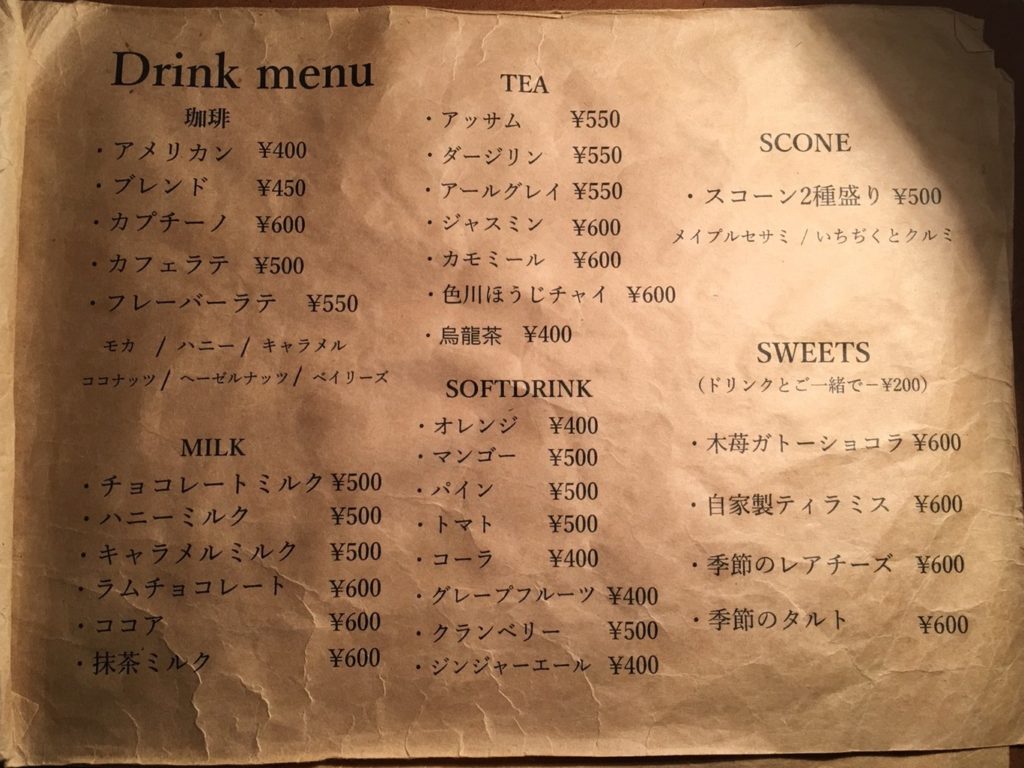 Drink menu
珈琲
・アメリカン ¥400
・ブレンド ¥450
・カプチーノ ¥600
・カフェラテ ¥500
・フレーバーラテ ¥550
モカ / ハニー / キャラメル
ココナッツ / ヘーゼルナッツ / ベイリーズ
MILK
・チョコレートミルク ¥500
・ハニーミルク ¥500
・キャラメルミルク ¥500
・ラムチョコレート ¥600
・ココア ¥600
・抹茶ミルク ¥600
TEA
・アッサム ¥550
・ダージリン ¥550
・アールグレイ ¥550
・ジャスミン ¥600
・カモミール ¥600
・色川ほうじチャイ ¥600
・烏龍茶 ¥400
SOFTDRINK
・オレンジ ¥400
・マンゴー ¥500
・パイン ¥500
・トマト ¥500
・コーラ ¥400
・グレープフルーツ ¥400
・クランベリー ¥500
・ジンジャーエール ¥400
SCONE
・スコーン2種盛り ¥500
メイプルセサミ / いちぢくとクルミ
SWEETS
(ドリンクとご一緒で−¥200)
・木苺ガトーショコラ ¥600
・自家製ティラミス ¥600
・季節のレアチーズ ¥600
・季節のタルト ¥600